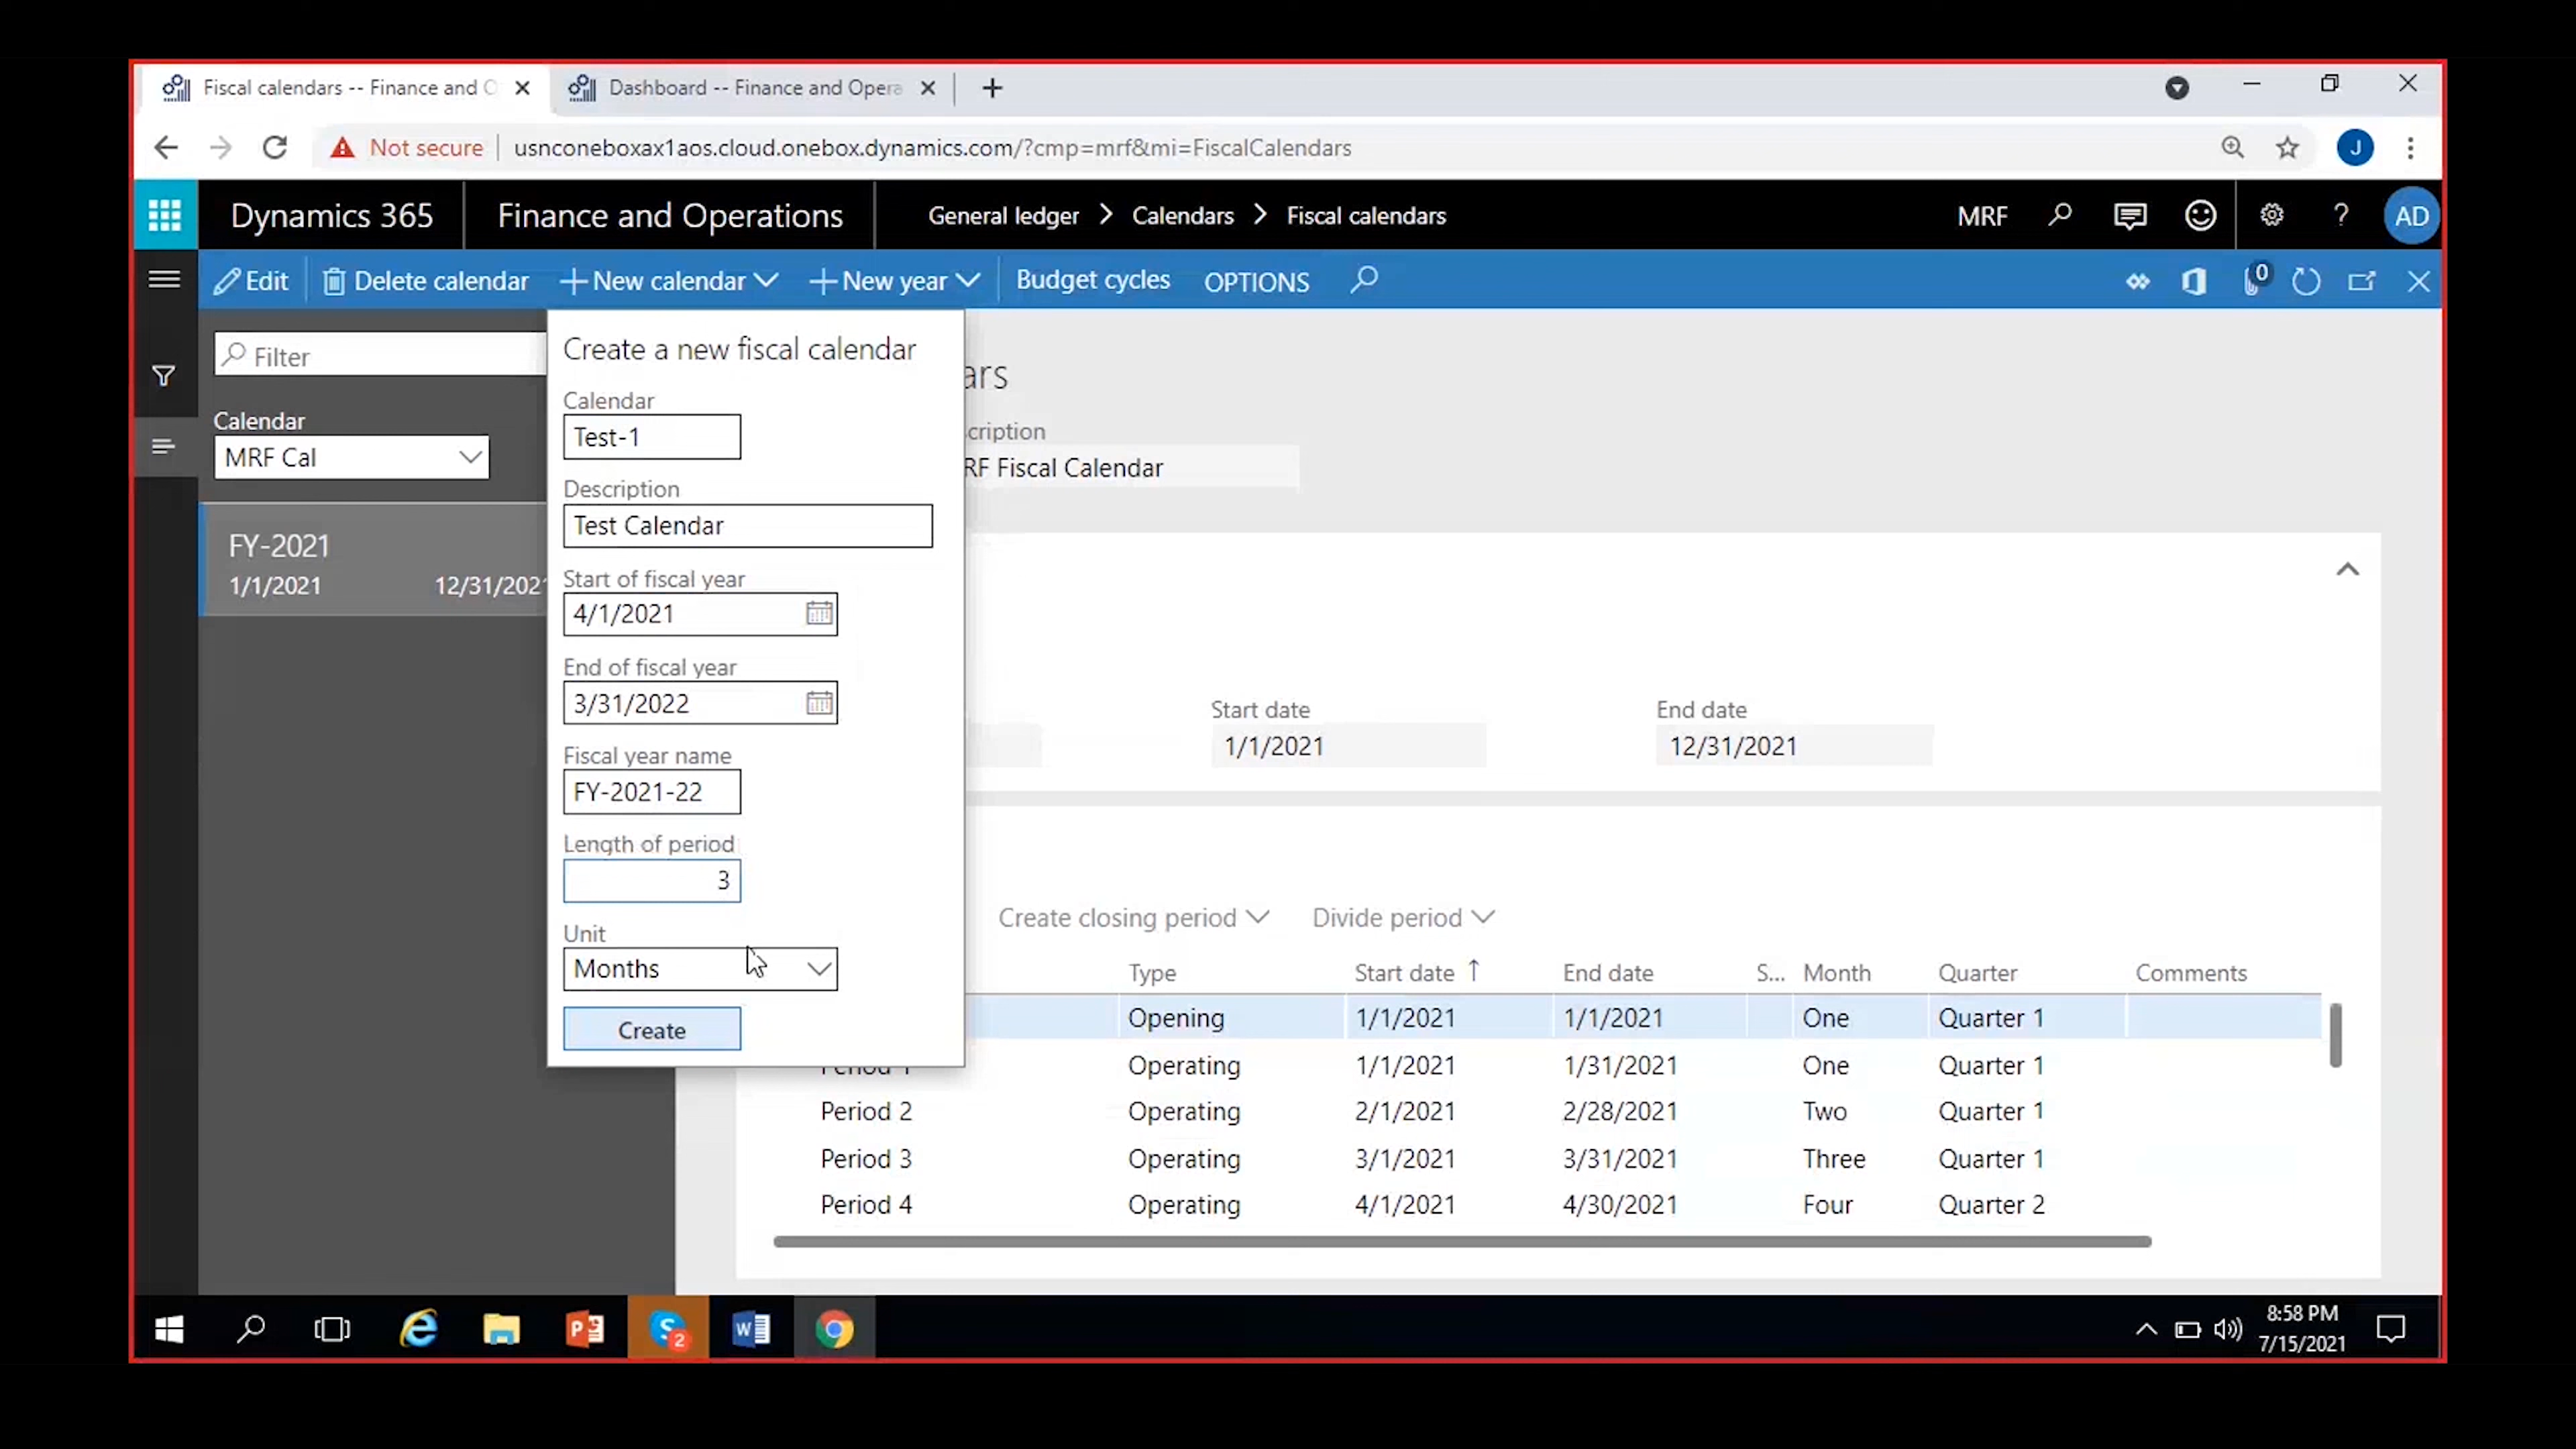 Fiscal calendars -- Finance and O
Dashboard -- Finance and Opera
Not secure
usnconeboxax1aos.cloud.onebox.dynamics.com/?cmp=mrf&mi=FiscalCalendars
J
Dynamics 365
Finance and Operations
General ledger > Calendars > Fiscal calendars
MRF
?
AD
Edit
Delete calendar
New calendar
New year
Budget cycles
OPTIONS
0
Filter
Calendar
MRF Cal
FY-2021
1/1/2021 12/31/202
Create a new fiscal calendar
Calendar
Test-1
Description
Test Calendar
Start of fiscal year
4/1/2021
End of fiscal year
3/31/2022
Fiscal year name
FY-2021-22
Length of period
3
Unit
Months
Create
ars
scription
RF Fiscal Calendar
Start date
1/1/2021
End date
12/31/2021
Create closing period
Divide period
Type Start date End date S... Month Quarter Comments
Opening 1/1/2021 1/1/2021 One Quarter 1
Period 1 Operating 1/1/2021 1/31/2021 One Quarter 1
Period 2 Operating 2/1/2021 2/28/2021 Two Quarter 1
Period 3 Operating 3/1/2021 3/31/2021 Three Quarter 1
Period 4 Operating 4/1/2021 4/30/2021 Four Quarter 2
2
8:58 PM
7/15/2021